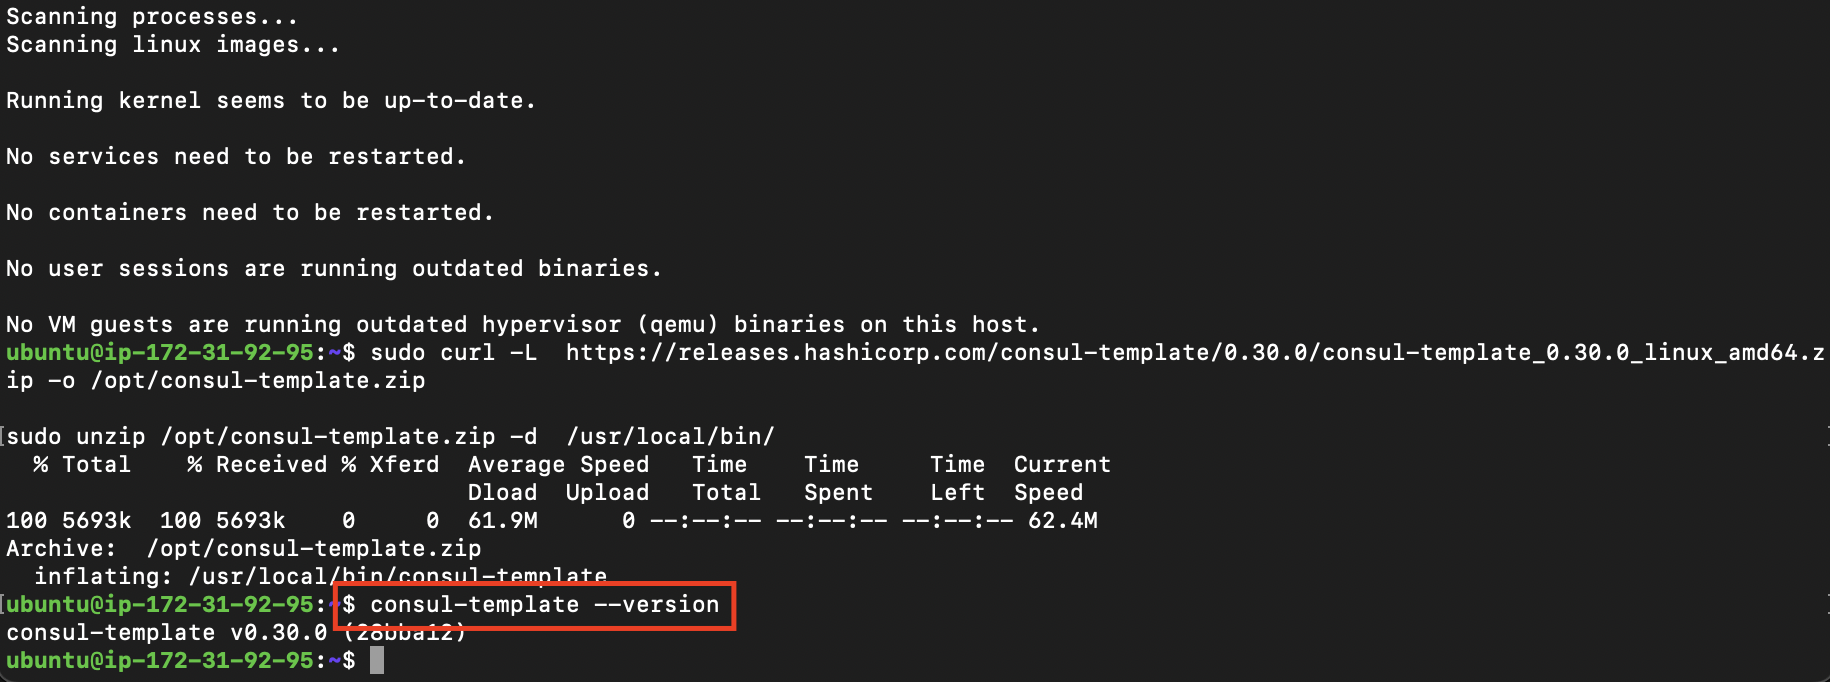 Scanning processes...
Scanning linux images...
Running kernel seems to be up-to-date.
No services need to be restarted.
No containers need to be restarted.
No user sessions are running outdated binaries.
No VM guests are running outdated hypervisor (qemu) binaries on this host.
ubuntu@ip-172-31-92-95:~$ sudo curl -L  https://releases.hashicorp.com/consul-template/0.30.0/consul-template_0.30.0_linux_amd64.z
ip -o /opt/consul-template.zip
[sudo unzip /opt/consul-template.zip -d  /usr/local/bin/ ]
  % Total    % Received % Xferd  Average Speed   Time    Time     Time  Current
                                 Dload  Upload   Total   Spent    Left  Speed
100 5693k  100 5693k    0     0  61.9M      0 --:--:-- --:--:-- --:--:-- 62.4M
Archive:  /opt/consul-template.zip
  inflating: /usr/local/bin/consul-template
[ubuntu@ip-172-31-92-95:~$ consul-template --version ]
consul-template v0.30.0 (28bba12)
ubuntu@ip-172-31-92-95:~$